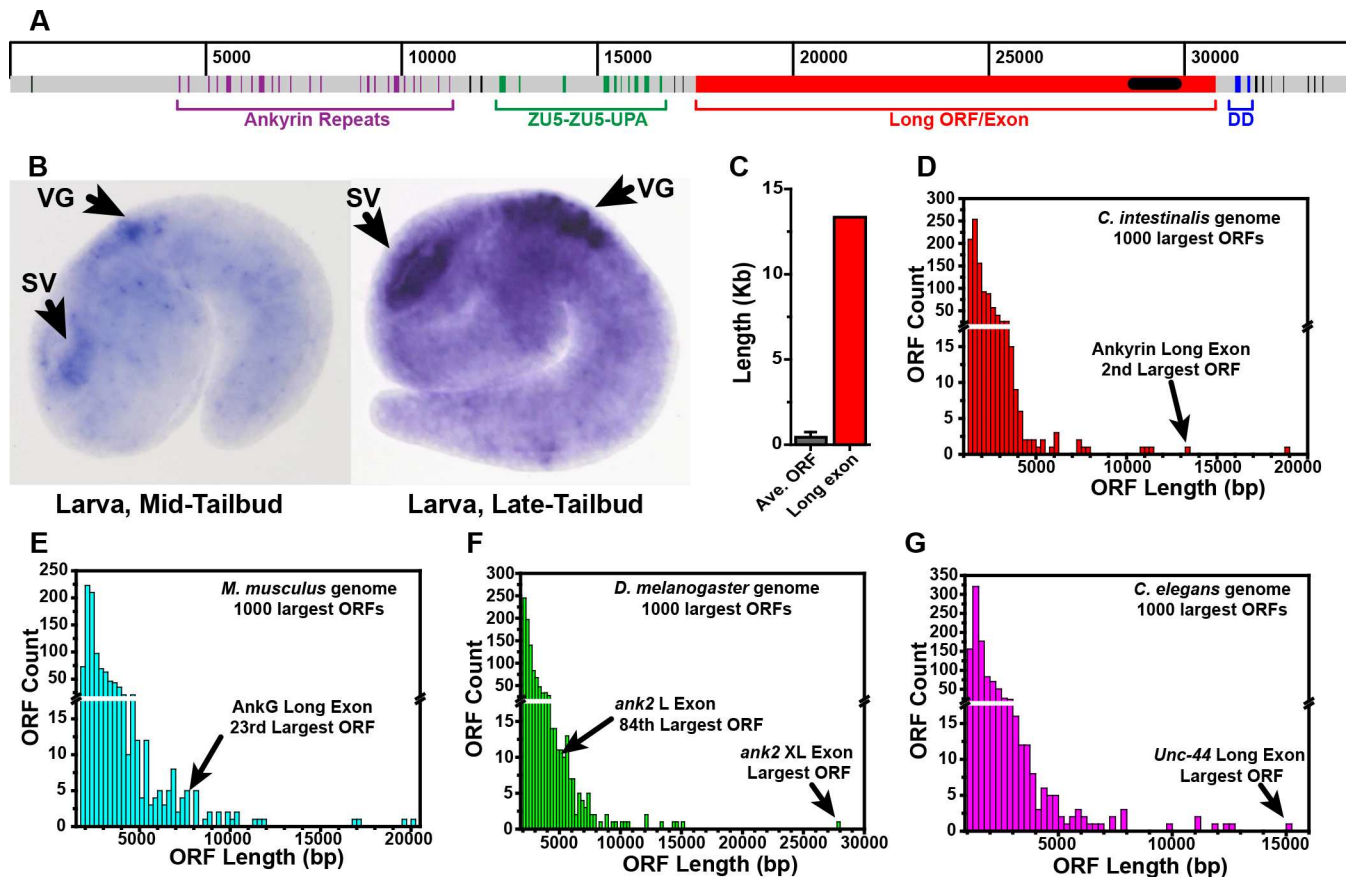 A
5000 10000 15000 20000 25000 30000
Ankyrin Repeats ZU5-ZU5-UPA Long ORF/Exon DD
B
VG
SV
Larva, Mid-Tailbud
SV
VG
Larva, Late-Tailbud
C
Length (Kb)
15
10
5
0
Ave. ORF
Long exon
D
C. intestinalis genome
1000 largest ORFs
ORF Count
300
250
200
150
100
50
15
10
5
0
Ankyrin Long Exon
2nd Largest ORF
5000 10000 15000 20000
ORF Length (bp)
E
M. musculus genome
1000 largest ORFs
ORF Count
250
200
150
100
50
15
10
5
0
AnkG Long Exon
23rd Largest ORF
5000 10000 15000 20000
ORF Length (bp)
F
D. melanogaster genome
1000 largest ORFs
ORF Count
300
250
200
150
100
50
15
10
5
0
ank2 L Exon
84th Largest ORF
ank2 XL Exon
Largest ORF
5000 10000 15000 20000 25000 30000
ORF Length (bp)
G
C. elegans genome
1000 largest ORFs
ORF Count
350
300
250
200
150
100
50
15
10
5
0
Unc-44 Long Exon
Largest ORF
5000 10000 15000
ORF Length (bp)